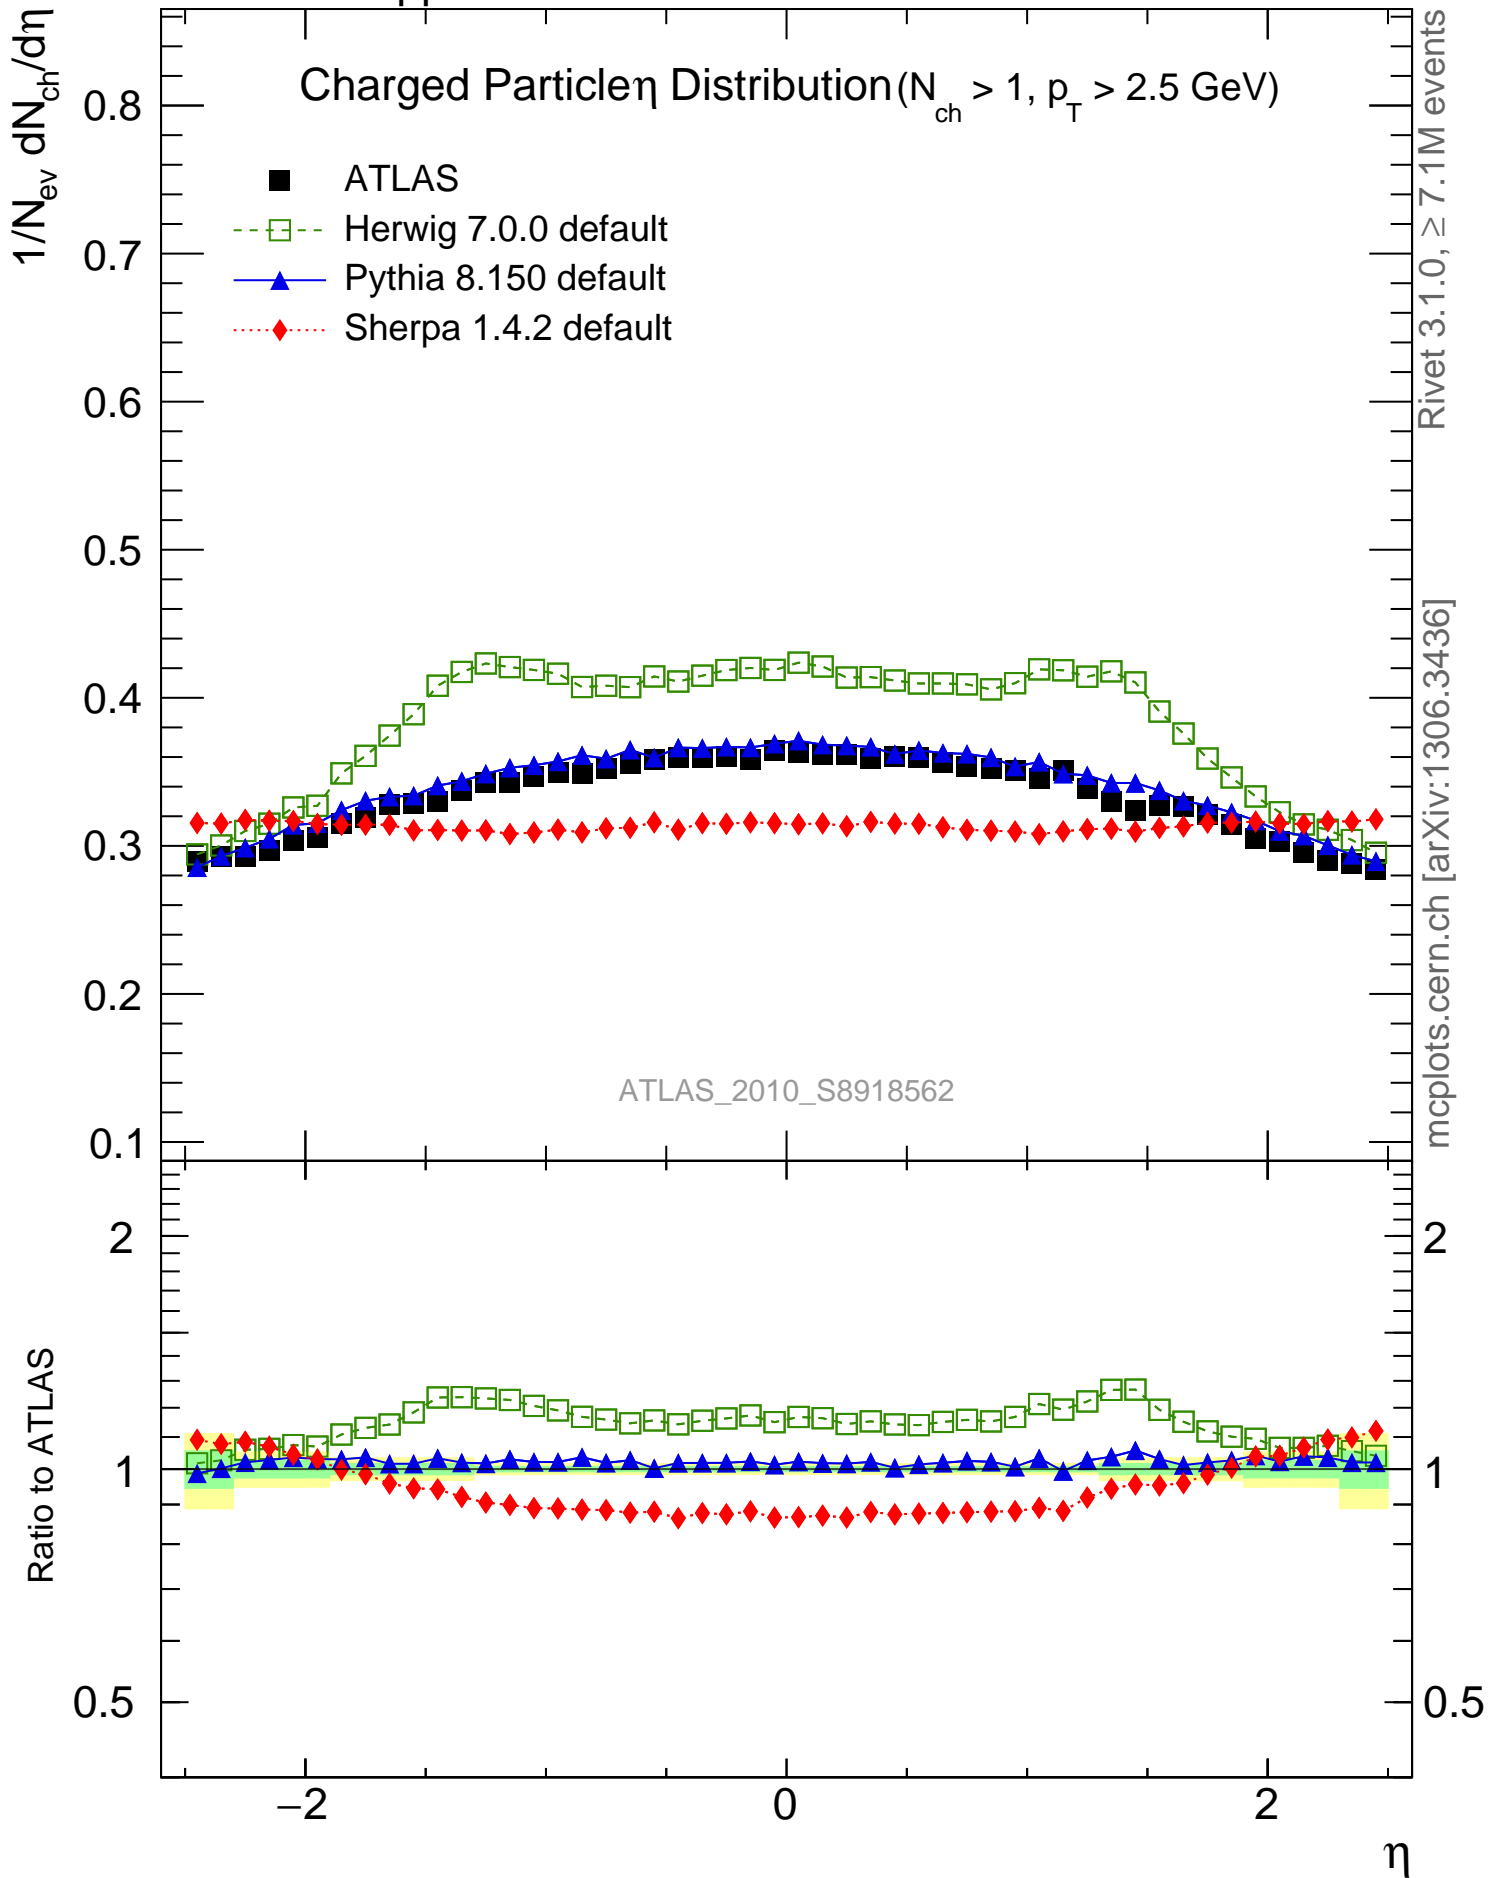 1/N_ev dN_ch/dη
Charged Particle η Distribution (N_ch > 1, p_T > 2.5 GeV)
ATLAS
Herwig 7.0.0 default
Pythia 8.150 default
Sherpa 1.4.2 default
0.8
0.7
0.6
0.5
0.4
0.3
0.2
0.1
ATLAS_2010_S8918562
Rivet 3.1.0, ≥ 7.1M events
mcplots.cern.ch [arXiv:1306.3436]
Ratio to ATLAS
2
1
0.5
2
1
0.5
−2
0
2
η